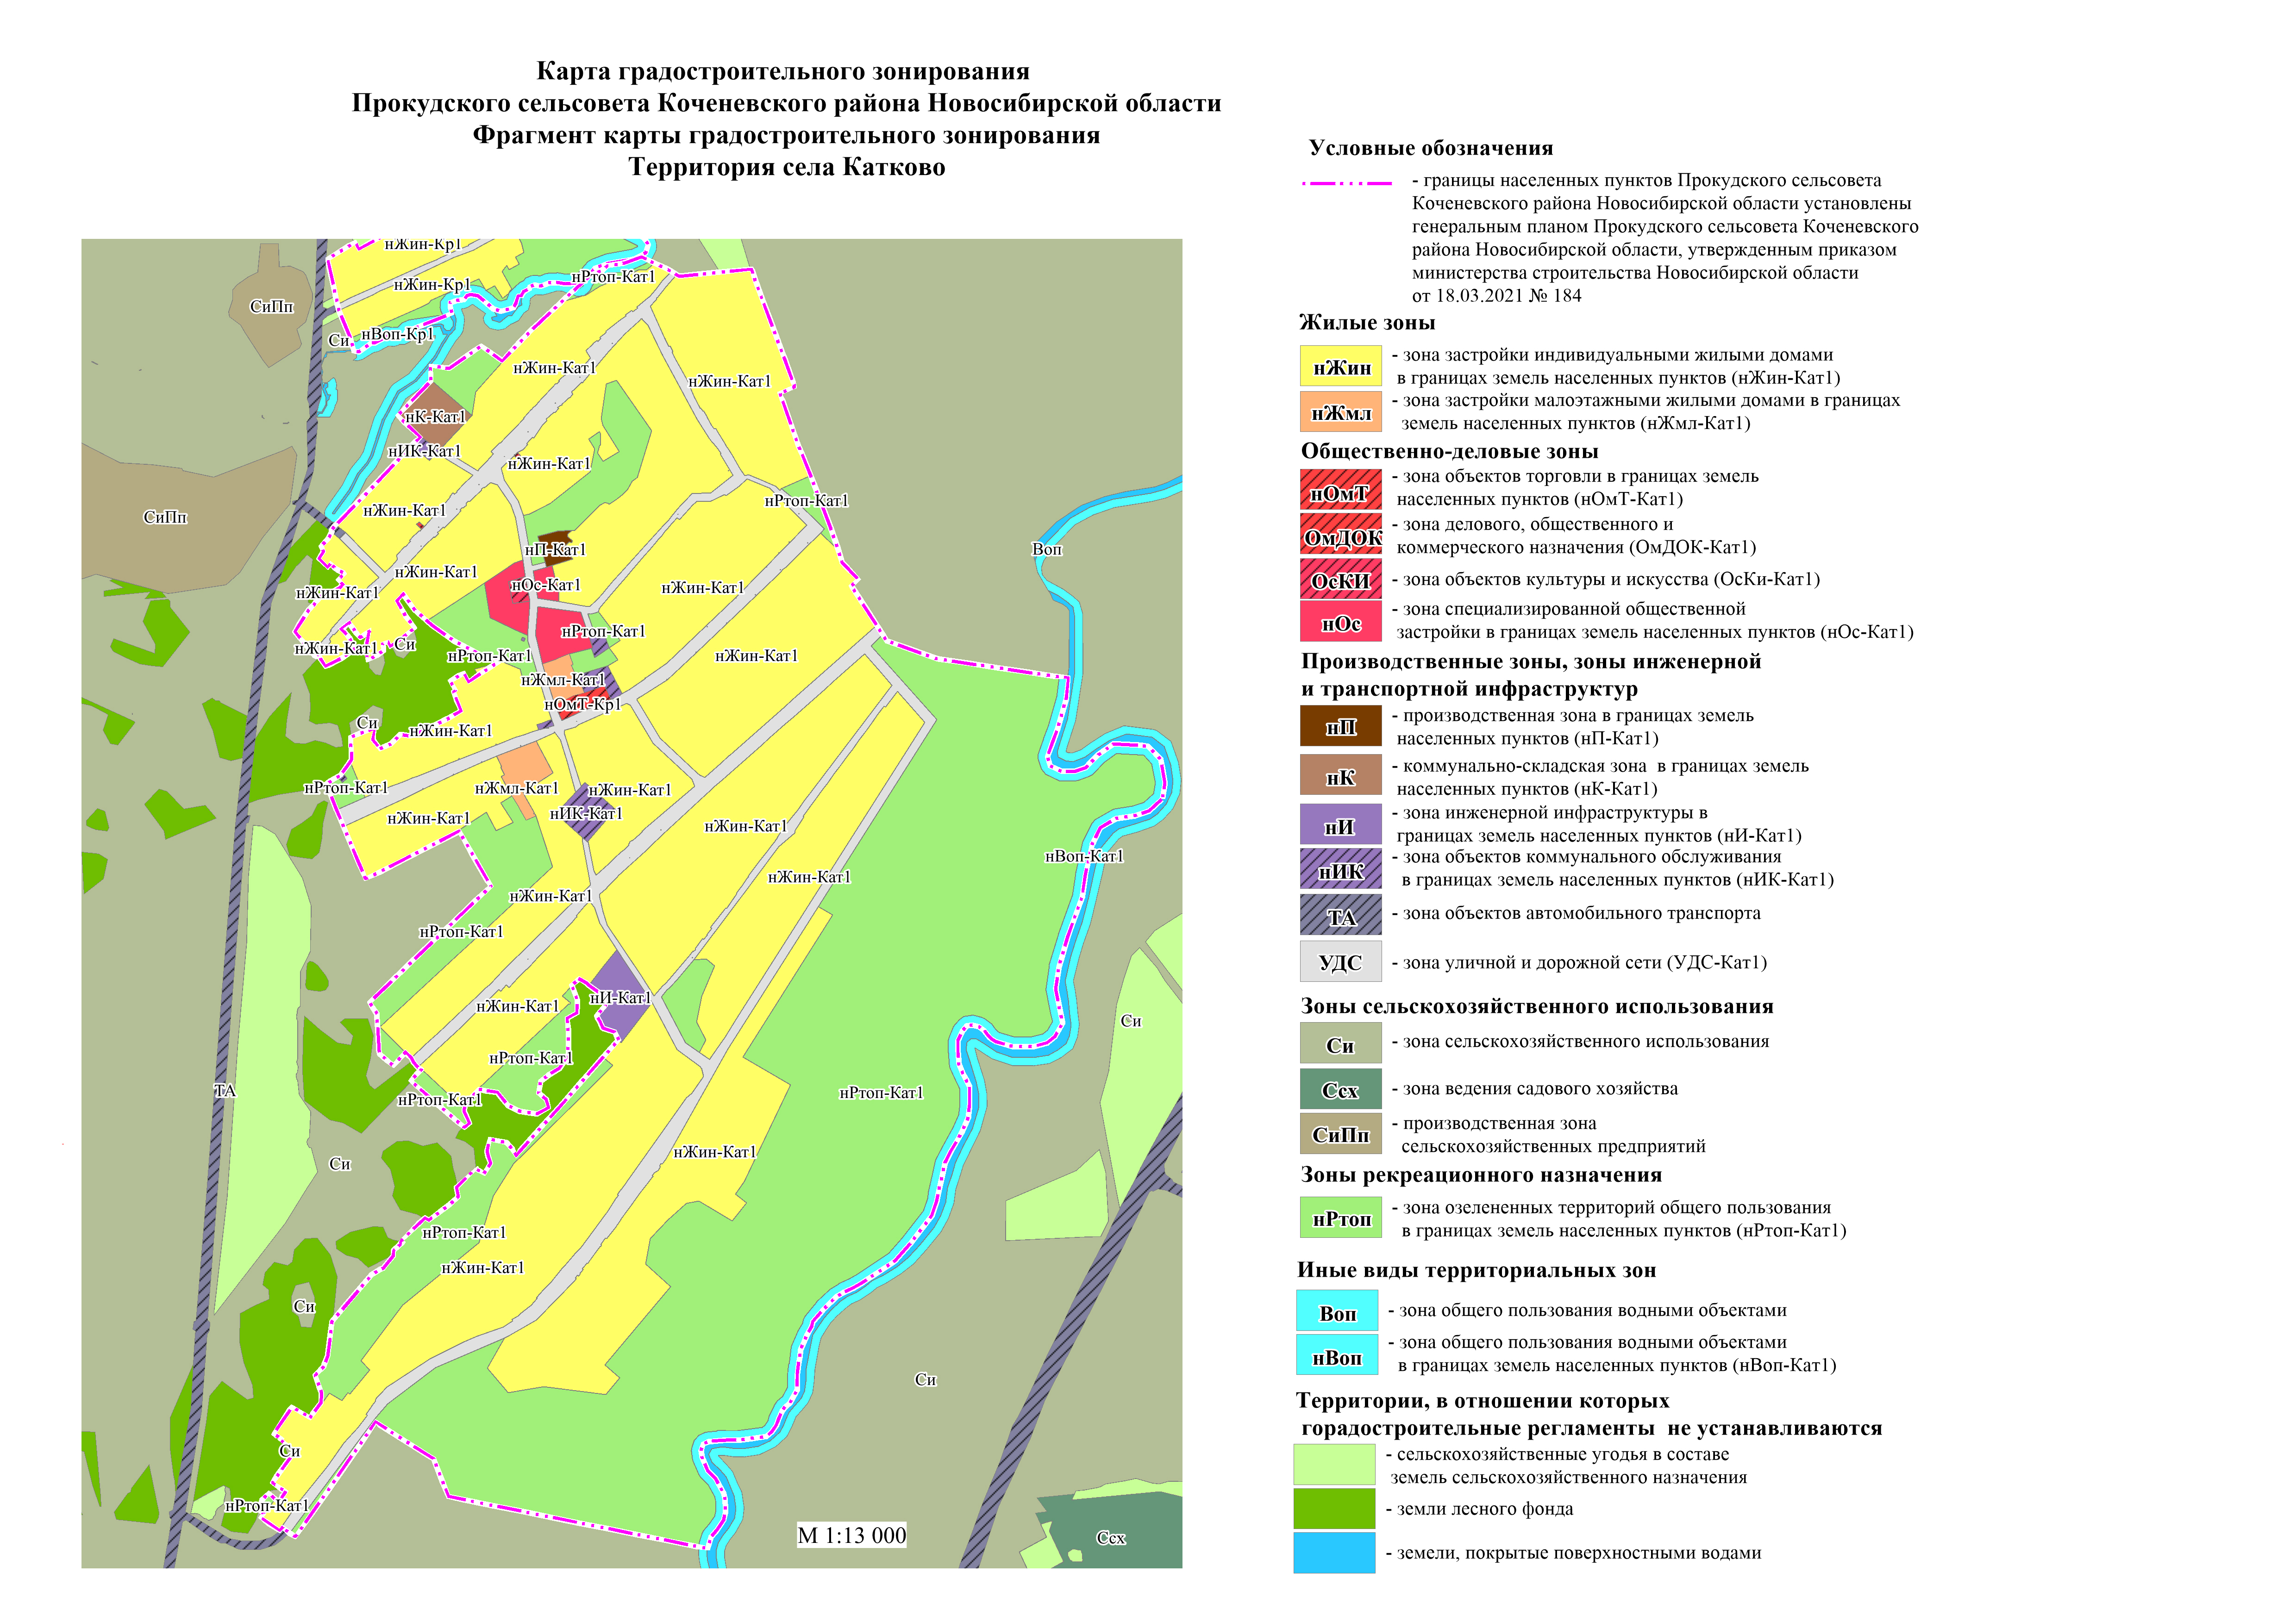 Карта градостроительного зонирования
Прокудского сельсовета Коченевского района Новосибирской области
Фрагмент карты градостроительного зонирования
Территория села Катково
нЖин-Кр1
нРтоп-Кат1
нЖин-Кр1
СиПп
нВоп-Кр1
Си
нЖин-Кат1
нЖин-Кат1
нК-Кат1
нИК-Кат1
нЖин-Кат1
нРтоп-Кат1
нЖин-Кат1
СиПп
нП-Кат1
Воп
нЖин-Кат1
нОс-Кат1
нЖин-Кат1
нЖин-Кат1
нРтоп-Кат1
Си
нЖин-Кат1
нРтоп-Кат1
нЖин-Кат1
нЖмл-Кат1
нОмТ-Кр1
Си
нЖин-Кат1
нРтоп-Кат1
нЖмл-Кат1
нЖин-Кат1
нИК-Кат1
нЖин-Кат1
нЖин-Кат1
нВоп-Кат1
нЖин-Кат1
нЖин-Кат1
нРтоп-Кат1
нИ-Кат1
нЖин-Кат1
Си
нРтоп-Кат1
ТА
нРтоп-Кат1
нРтоп-Кат1
нЖин-Кат1
Си
нРтоп-Кат1
нЖин-Кат1
Си
Си
Си
нРтоп-Кат1
М 1:13 000
Ссх
Условные обозначения
- границы населенных пунктов Прокудского сельсовета
Коченевского района Новосибирской области установлены
генеральным планом Прокудского сельсовета Коченевского
района Новосибирской области, утвержденным приказом
министерства строительства Новосибирской области
от 18.03.2021 № 184
Жилые зоны
нЖин - зона застройки индивидуальными жилыми домами
в границах земель населенных пунктов (нЖин-Кат1)
нЖмл - зона застройки малоэтажными жилыми домами в границах
земель населенных пунктов (нЖмл-Кат1)
Общественно-деловые зоны
нОмТ - зона объектов торговли в границах земель
населенных пунктов (нОмТ-Кат1)
ОмДОК - зона делового, общественного и
коммерческого назначения (ОмДОК-Кат1)
ОсКИ - зона объектов культуры и искусства (ОсКи-Кат1)
нОс - зона специализированной общественной
застройки в границах земель населенных пунктов (нОс-Кат1)
Производственные зоны, зоны инженерной
и транспортной инфраструктур
нП - производственная зона в границах земель
населенных пунктов (нП-Кат1)
нК - коммунально-складская зона в границах земель
населенных пунктов (нК-Кат1)
нИ - зона инженерной инфраструктуры в
границах земель населенных пунктов (нИ-Кат1)
нИК - зона объектов коммунального обслуживания
в границах земель населенных пунктов (нИК-Кат1)
ТА - зона объектов автомобильного транспорта
УДС - зона уличной и дорожной сети (УДС-Кат1)
Зоны сельскохозяйственного использования
Си - зона сельскохозяйственного использования
Ссх - зона ведения садового хозяйства
СиПп - производственная зона
сельскохозяйственных предприятий
Зоны рекреационного назначения
нРтоп - зона озелененных территорий общего пользования
в границах земель населенных пунктов (нРтоп-Кат1)
Иные виды территориальных зон
Воп - зона общего пользования водными объектами
нВоп - зона общего пользования водными объектами
в границах земель населенных пунктов (нВоп-Кат1)
Территории, в отношении которых
горадостроительные регламенты не устанавливаются
- сельскохозяйственные угодья в составе
земель сельскохозяйственного назначения
- земли лесного фонда
- земли, покрытые поверхностными водами